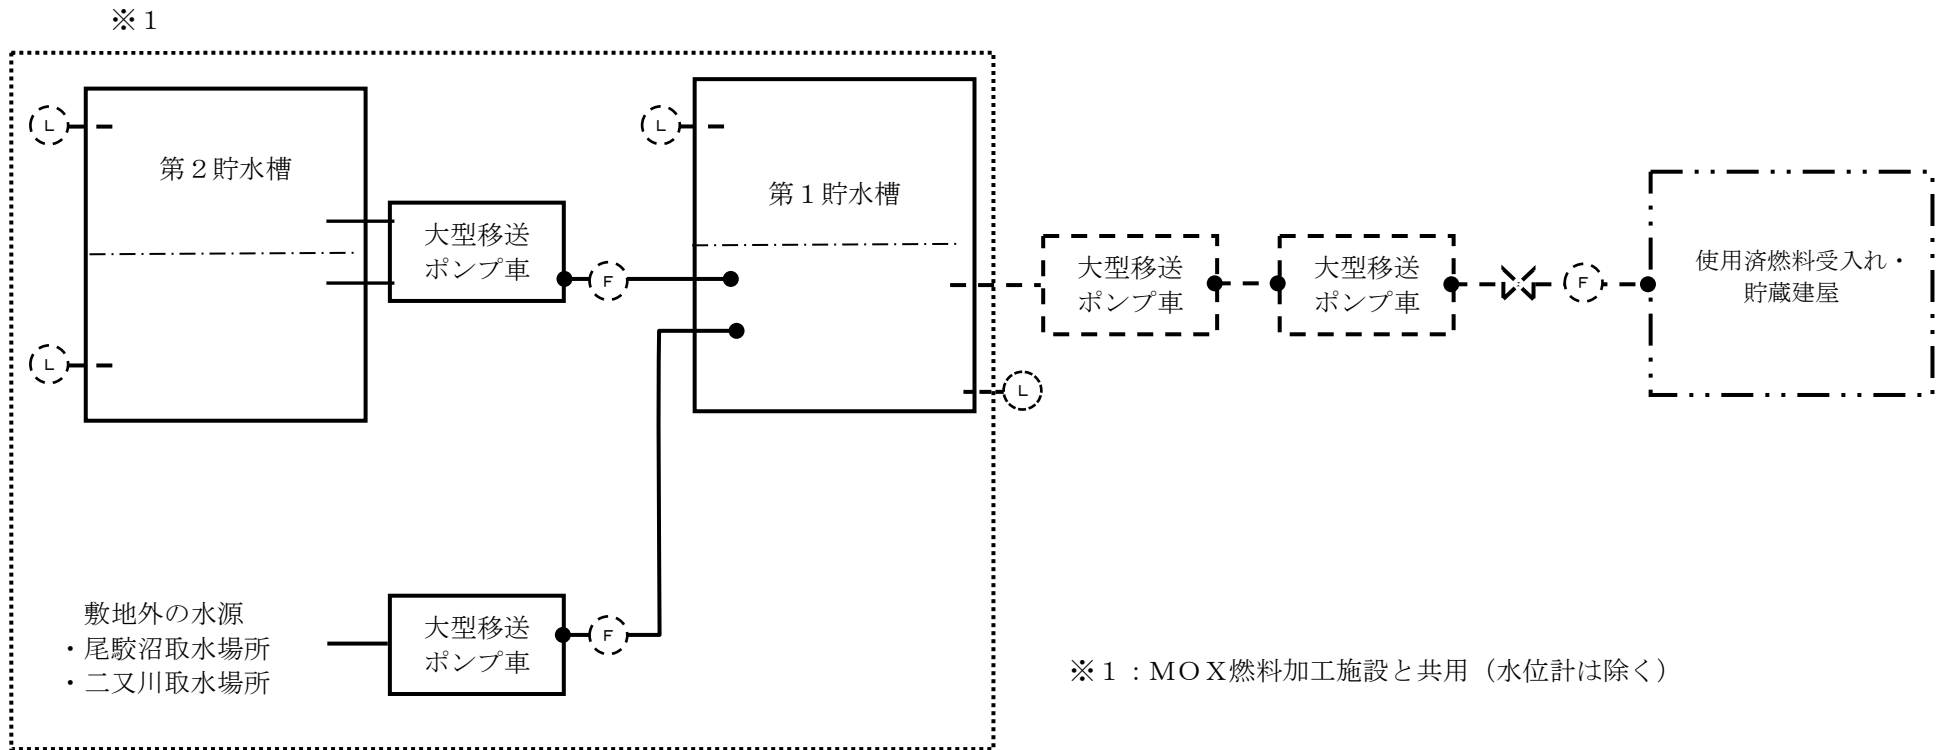 ※１
L
L
第２貯水槽
第１貯水槽
大型移送
ポンプ車
F
大型移送
ポンプ車
大型移送
ポンプ車
F
使用済燃料受入れ・
貯蔵建屋
L
L
敷地外の水源
・尾駮沼取水場所
・二又川取水場所
大型移送
ポンプ車
F
※１：ＭＯＸ燃料加工施設と共用（水位計は除く）